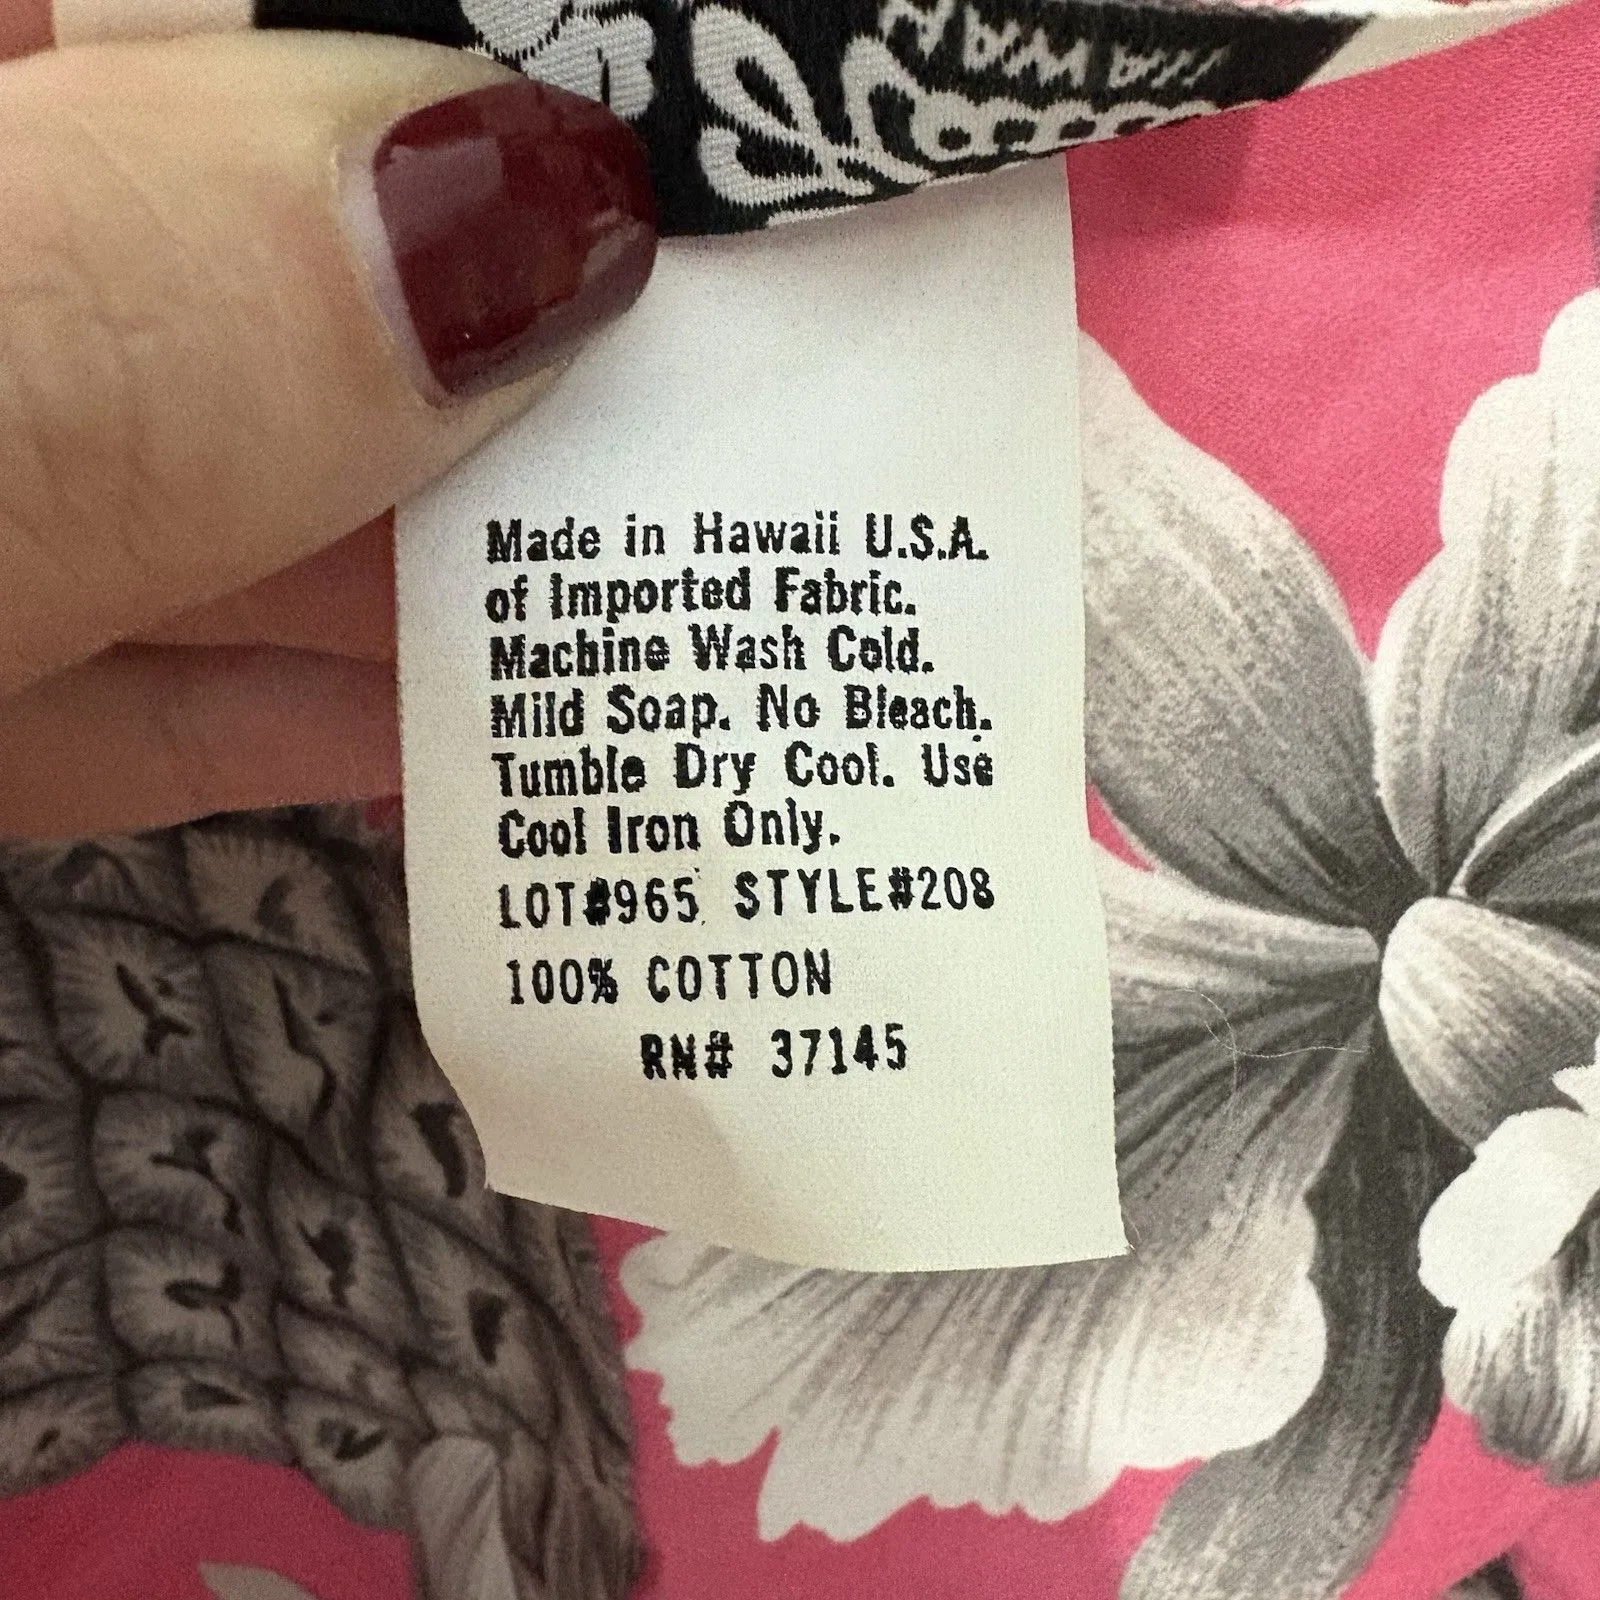 HAWAII
Made in Hawaii U.S.A.
of Imported Fabric.
Machine Wash Cold.
Mild Soap. No Bleach.
Tumble Dry Cool. Use
Cool Iron Only.
LOT#965 STYLE#208
100% COTTON
RN# 37145